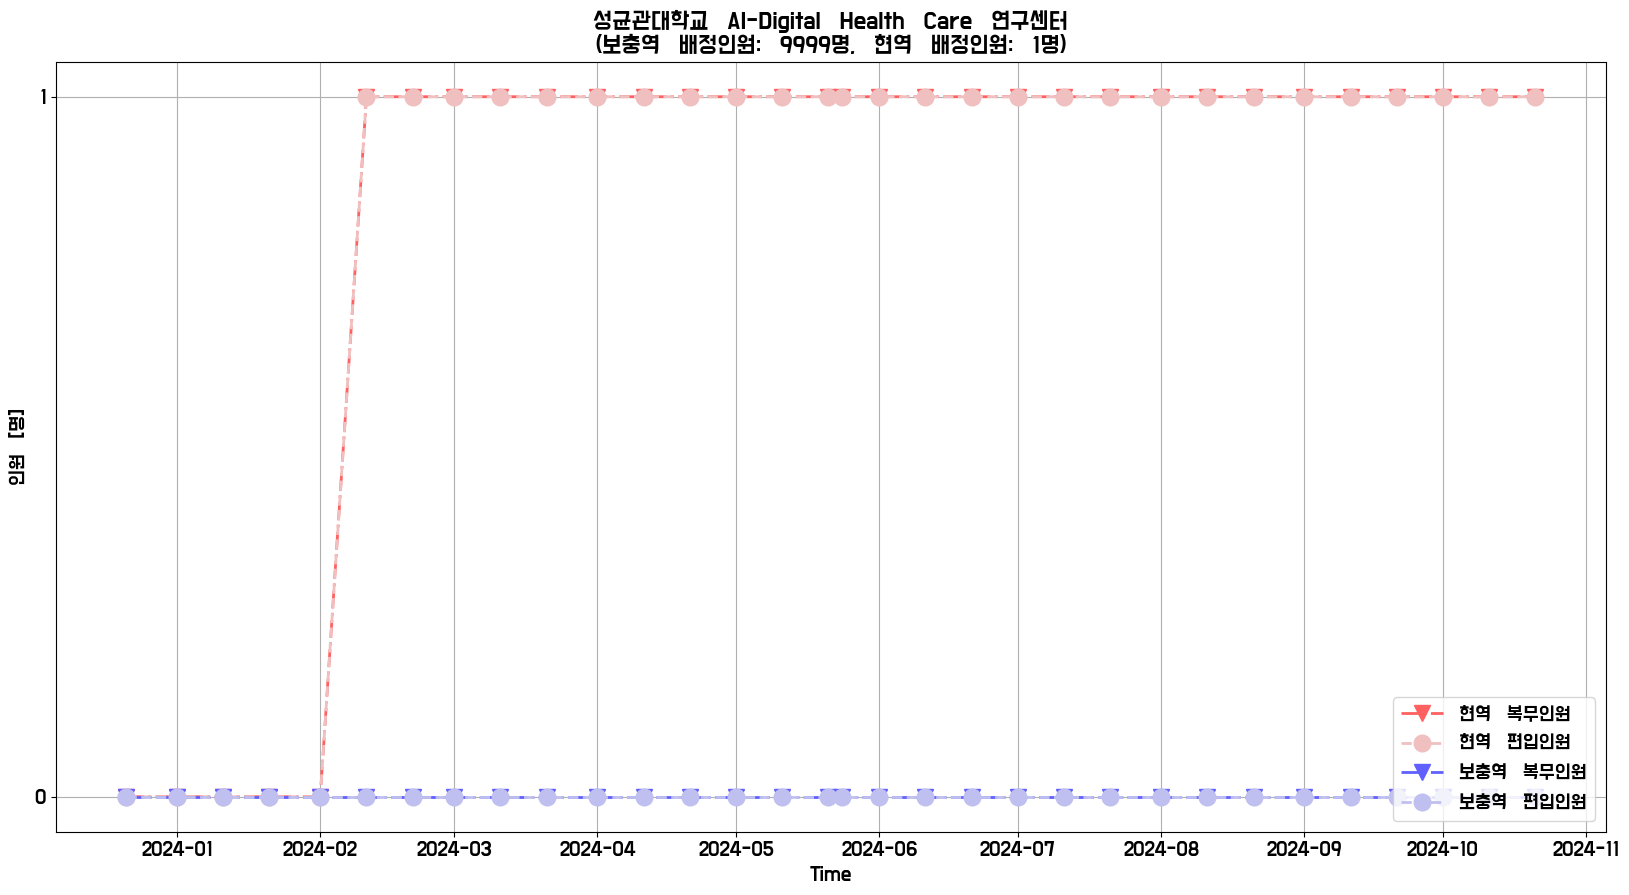 성균관대학교 AI-Digital Health Care 연구센터
(보충역 배정인원: 9999명, 현역 배정인원: 1명)
1
인원 [명]
0
현역 복무인원
현역 편입인원
보충역 복무인원
보충역 편입인원
2024-01 2024-02 2024-03 2024-04 2024-05 2024-06 2024-07 2024-08 2024-09 2024-10 2024-11
Time